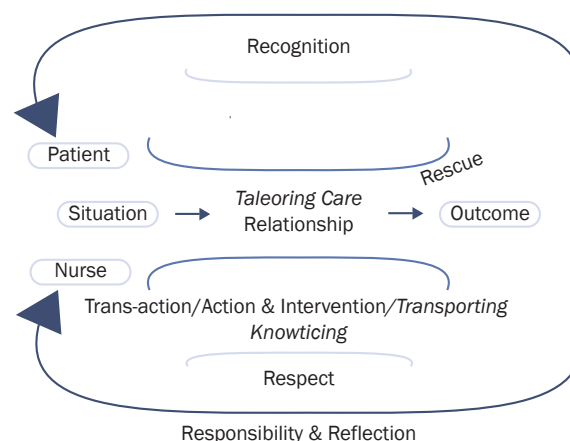 Recognition
Patient
Rescue
Situation
Taleoring Care
Relationship
Outcome
Nurse
Trans-action/Action & Intervention/Transporting
Knowticing
Respect
Responsibility & Reflection